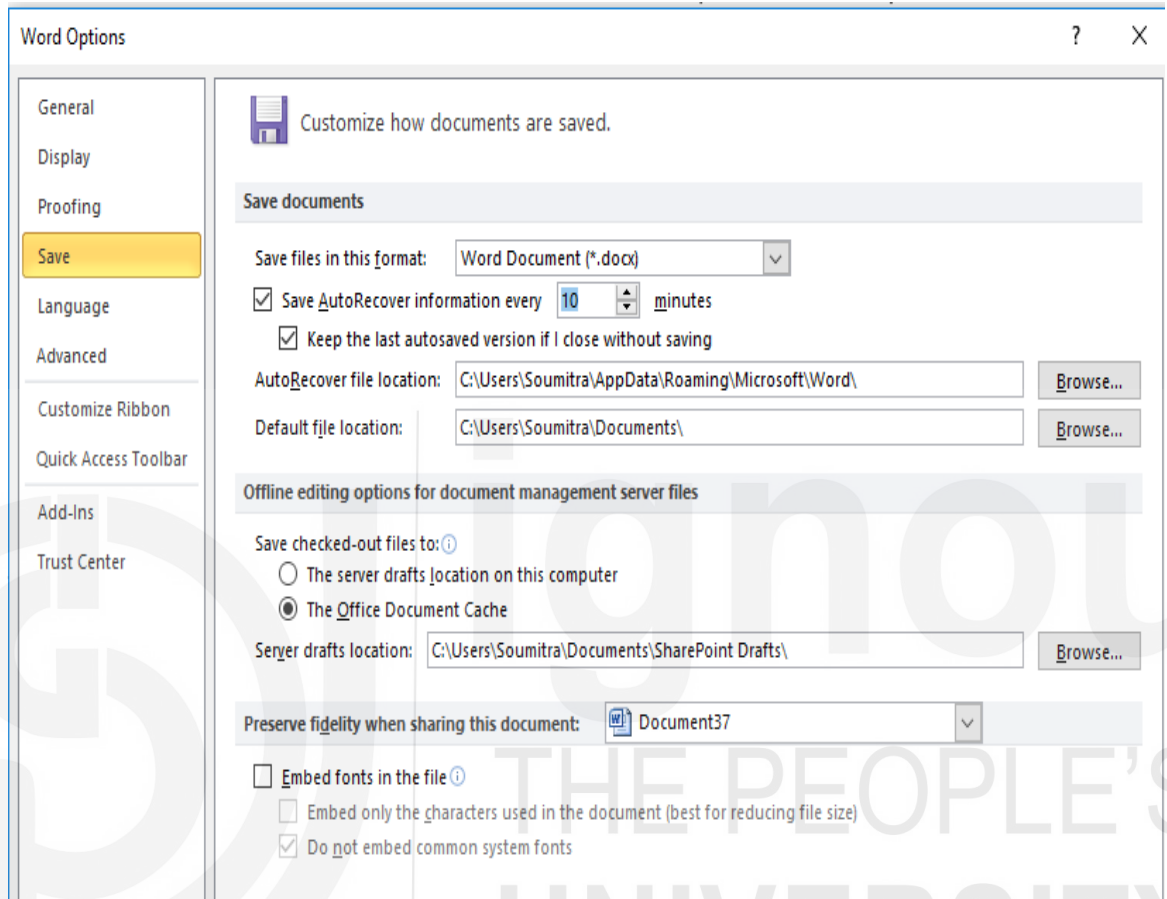 Word Options
?
X
General
Display
Proofing
Save
Language
Advanced
Customize Ribbon
Quick Access Toolbar
Add-Ins
Trust Center
Customize how documents are saved.
Save documents
Save files in this format: Word Document (*.docx)
Save AutoRecover information every 10 minutes
Keep the last autosaved version if I close without saving
AutoRecover file location: C:\Users\Soumitra\AppData\Roaming\Microsoft\Word\ Browse...
Default file location: C:\Users\Soumitra\Documents\ Browse...
Offline editing options for document management server files
Save checked-out files to:
The server drafts location on this computer
The Office Document Cache
Server drafts location: C:\Users\Soumitra\Documents\SharePoint Drafts\ Browse...
Preserve fidelity when sharing this document: Document37
Embed fonts in the file
Embed only the characters used in the document (best for reducing file size)
Do not embed common system fonts
ignou
THE PEOPLE'S
UNIVERSITY